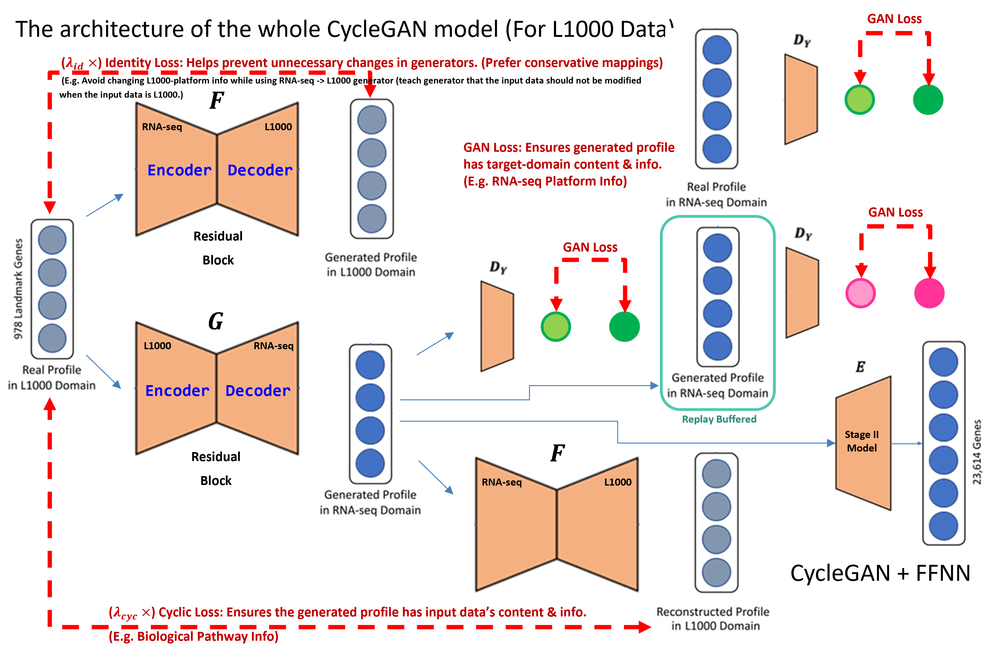 The architecture of the whole CycleGAN model (For L1000 Data)
(λid ×) Identity Loss: Helps prevent unnecessary changes in generators. (Prefer conservative mappings)
(E.g. Avoid changing L1000-platform info while using RNA-seq -> L1000 generator (teach generator that the input data should not be modified
when the input data is L1000.)
F
RNA-seq
L1000
Encoder
Decoder
Residual
Block
Generated Profile
in L1000 Domain
978 Landmark Genes
Real Profile
in L1000 Domain
G
L1000
RNA-seq
Encoder
Decoder
Residual
Block
Generated Profile
in RNA-seq Domain
GAN Loss: Ensures generated profile
has target-domain content & info.
(E.g. RNA-seq Platform Info)
Real Profile
in RNA-seq Domain
DY
GAN Loss
DY
GAN Loss
Generated Profile
in RNA-seq Domain
Replay Buffered
DY
GAN Loss
F
RNA-seq
L1000
Reconstructed Profile
in L1000 Domain
E
Stage II
Model
23,614 Genes
CycleGAN + FFNN
(λcyc ×) Cyclic Loss: Ensures the generated profile has input data’s content & info.
(E.g. Biological Pathway Info)